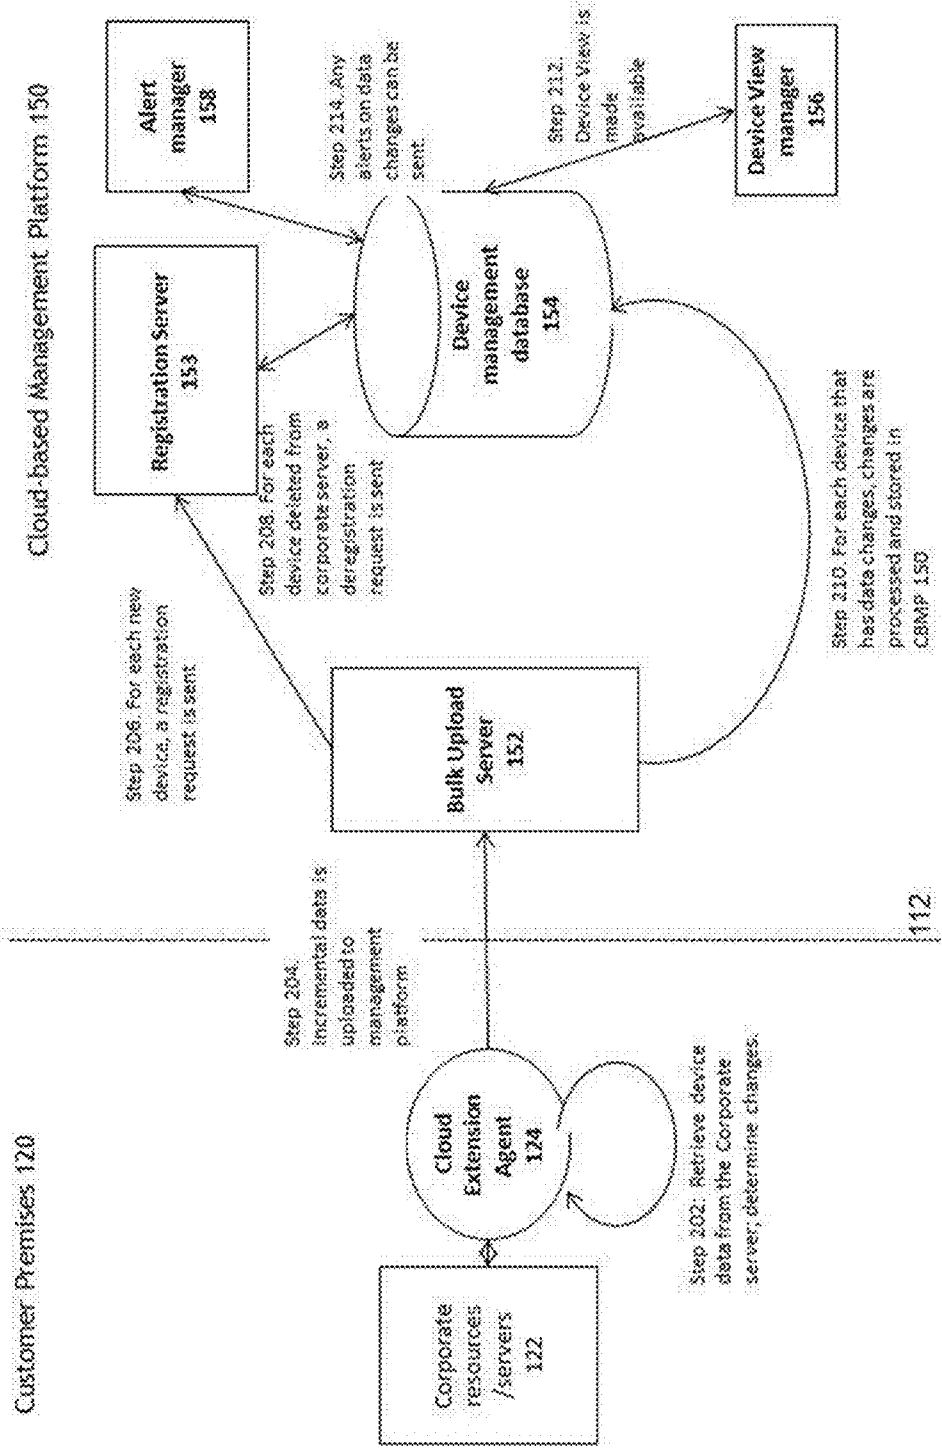 Customer Premises 120
Cloud-based Management Platform 150
Corporate
resources
/servers
122
Cloud
Extension
Agent
124
Step 202: Retrieve device
data from the Corporate
server; determine changes.
Step 204.
Incremental data is
uploaded to
management
platform
112
Bulk Upload
Server
152
Step 206. For each new
device, a registration
request is sent
Registration Server
153
Step 208. For each
device deleted from
corporate server, a
deregistration
request is sent
Device
management
database
154
Step 210. For each device that
has data changes, changes are
processed and stored in
CBMP 150
Alert
manager
158
Step 214. Any
alerts on data
changes can be
sent.
Step 212.
Device View is
made
available
Device View
manager
156